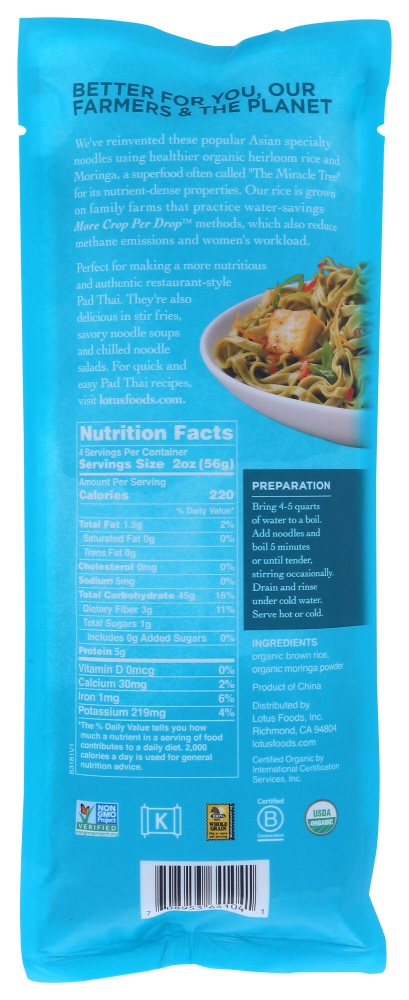 BETTER FOR YOU, OUR
FARMERS & THE PLANET
We've reinvented these popular Asian specialty
noodles using healthier organic heirloom rice and
Moringa, a superfood often called "The Miracle Tree"
for its nutrient-dense properties. Our rice is grown
on family farms that practice water-savings
More Crop Per Drop™ methods, which also reduce
methane emissions and women's workload.
Perfect for making a more nutritious
and authentic restaurant-style
Pad Thai. They're also
delicious in stir fries,
savory noodle soups
and chilled noodle
salads. For quick and
easy Pad Thai recipes,
visit lotusfoods.com.
Nutrition Facts
4 Servings Per Container
Servings Size 2oz (56g)
Amount Per Serving
Calories 220
% Daily Value*
Total Fat 1.5g 2%
Saturated Fat 0g 0%
Trans Fat 0g
Cholesterol 0mg 0%
Sodium 5mg 0%
Total Carbohydrate 45g 16%
Dietary Fiber 3g 11%
Total Sugars 1g
Includes 0g Added Sugars 0%
Protein 5g
Vitamin D 0mcg 0%
Calcium 30mg 2%
Iron 1mg 6%
Potassium 219mg 4%
*The % Daily Value tells you how
much a nutrient in a serving of food
contributes to a daily diet. 2,000
calories a day is used for general
nutrition advice.
PREPARATION
Bring 4-5 quarts
of water to a boil.
Add noodles and
boil 5 minutes
or until tender,
stirring occasionally.
Drain and rinse
under cold water.
Serve hot or cold.
INGREDIENTS
organic brown rice,
organic moringa powder
Product of China
Distributed by
Lotus Foods, Inc.
Richmond, CA 94804
lotusfoods.com
Certified Organic by
International Certification
Services, Inc.
NON
GMO
Project
VERIFIED
K
WHOLE
GRAIN
Certified
B
Corporation
USDA
ORGANIC
7 08953 64104 1